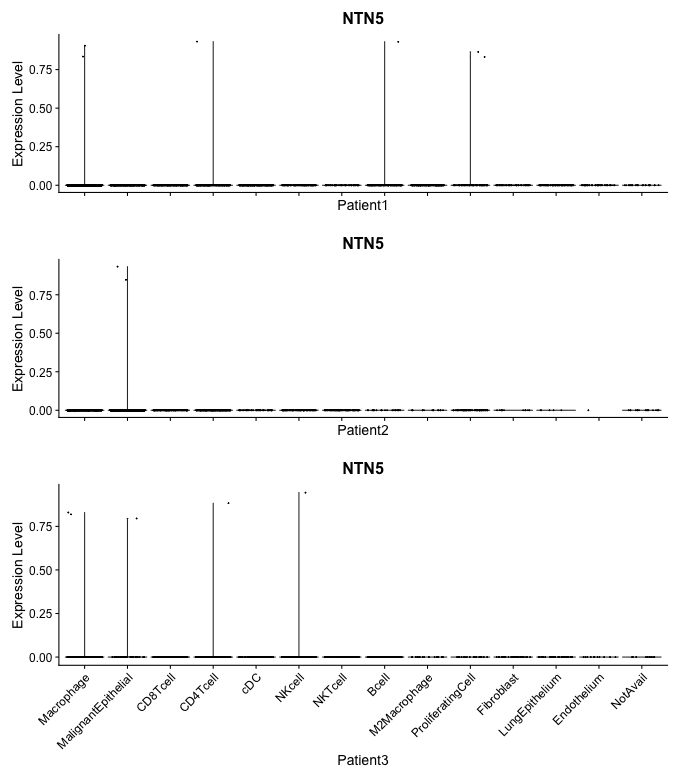 NTN5
Expression Level
0.75
0.50
0.25
0.00
Patient1
NTN5
Expression Level
0.75
0.50
0.25
0.00
Patient2
NTN5
Expression Level
0.75
0.50
0.25
0.00
Macrophage
MalignantEpithelial
CD8Tcell
CD4Tcell
cDC
NKcell
NKTcell
Bcell
M2Macrophage
ProliferatingCell
Fibroblast
LungEpithelium
Endothelium
NotAvail
Patient3